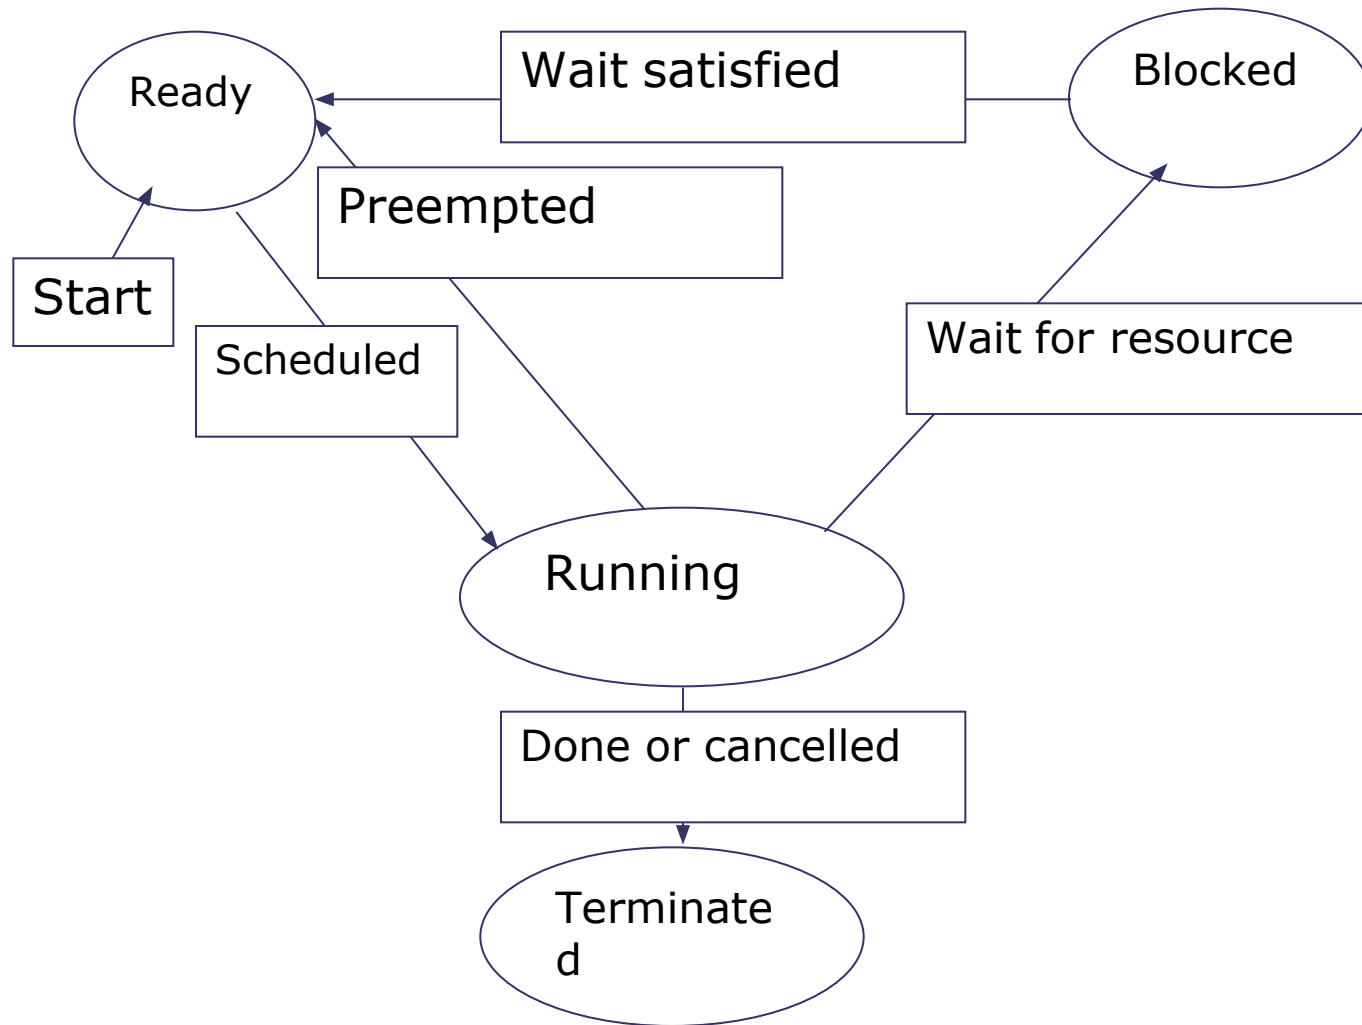 Wait satisfied
Blocked
Ready
Preempted
Start
Scheduled
Wait for resource
Running
Done or cancelled
Terminate
d